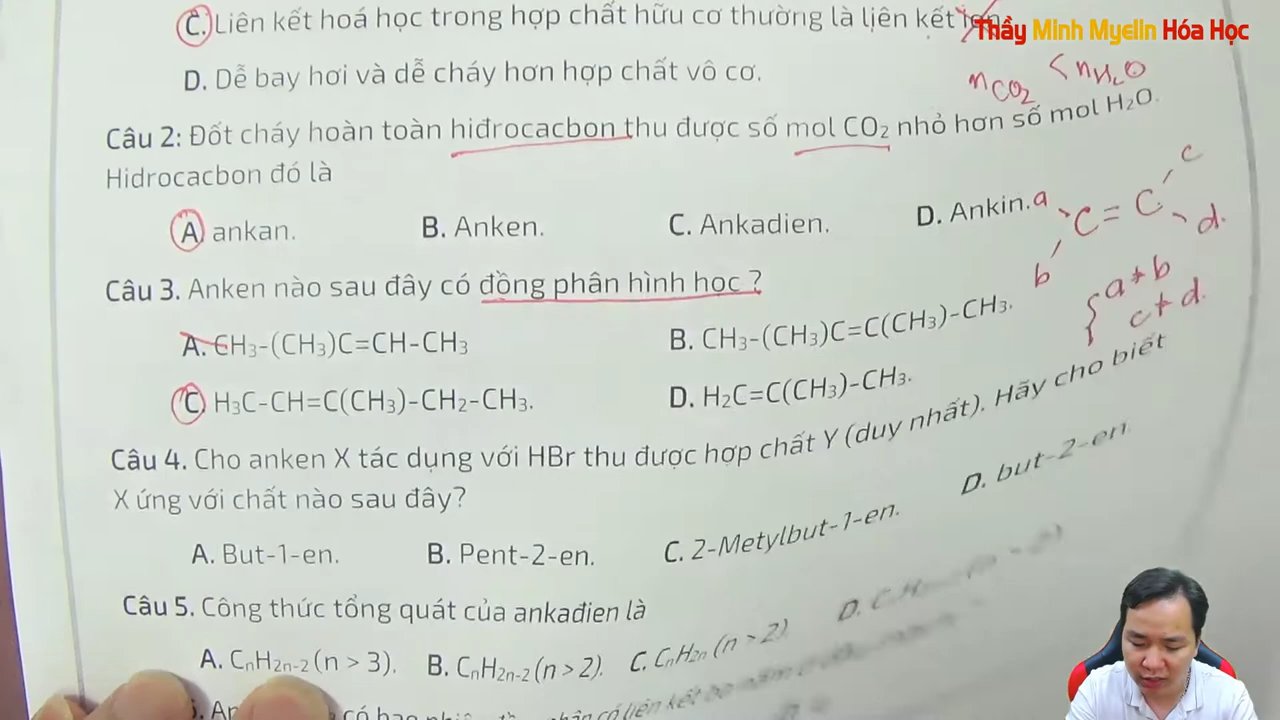 C. Liên kết hoá học trong hợp chất hữu cơ thường là liên kết ion.
Thầy Minh Myelin Hóa Học
D. Dễ bay hơi và dễ cháy hơn hợp chất vô cơ.
nCO2 < nH2O
Câu 2: Đốt cháy hoàn toàn hiđrocacbon thu được số mol CO2 nhỏ hơn số mol H2O.
Hidrocacbon đó là
A. ankan. B. Anken. C. Ankadien. D. Ankin.
a b C = C c d.
Câu 3. Anken nào sau đây có đồng phân hình học ?
{ a ≠ b
c ≠ d.
A. CH3-(CH3)C=CH-CH3 B. CH3-(CH3)C=C(CH3)-CH3.
C. H3C-CH=C(CH3)-CH2-CH3. D. H2C=C(CH3)-CH3.
Câu 4. Cho anken X tác dụng với HBr thu được hợp chất Y (duy nhất). Hãy cho biết
X ứng với chất nào sau đây?
A. But-1-en. B. Pent-2-en. C. 2-Metylbut-1-en. D. but-2-en.
Câu 5. Công thức tổng quát của ankađien là
A. CnH2n-2 (n > 3). B. CnH2n-2 (n > 2). C. CnH2n (n > 2). D.